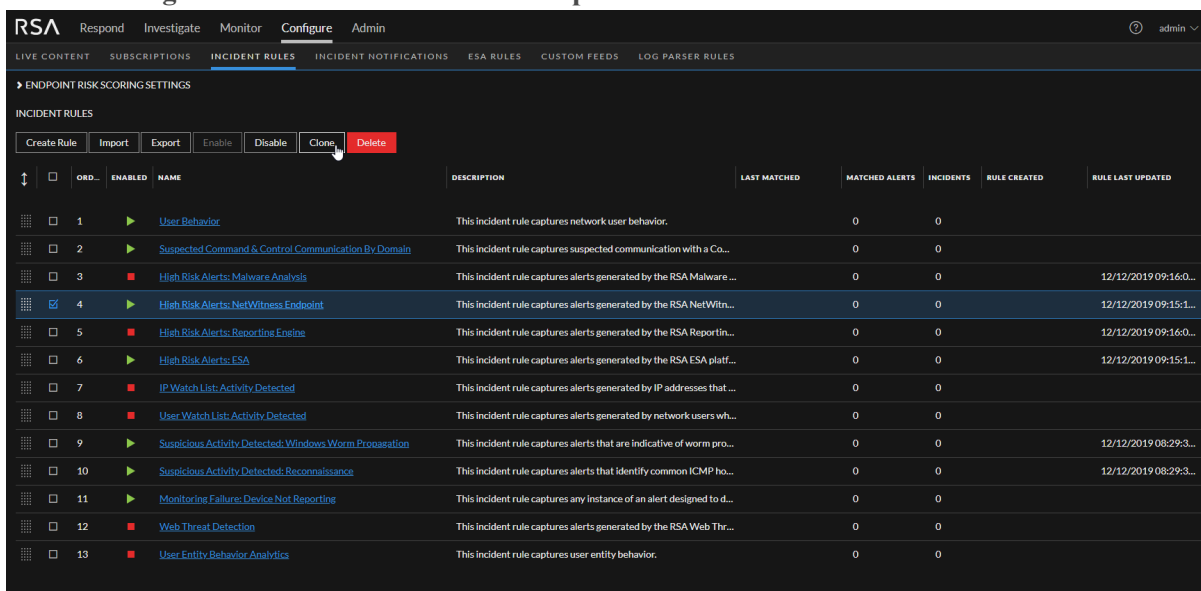 RSA Respond Investigate Monitor Configure Admin admin
LIVE CONTENT SUBSCRIPTIONS INCIDENT RULES INCIDENT NOTIFICATIONS ESA RULES CUSTOM FEEDS LOG PARSER RULES
ENDPOINT RISK SCORING SETTINGS
INCIDENT RULES
Create Rule Import Export Enable Disable Clone Delete
ORD... ENABLED NAME DESCRIPTION LAST MATCHED MATCHED ALERTS INCIDENTS RULE CREATED RULE LAST UPDATED
1 User Behavior This incident rule captures network user behavior. 0 0
2 Suspected Command & Control Communication By Domain This incident rule captures suspected communication with a Co... 0 0
3 High Risk Alerts: Malware Analysis This incident rule captures alerts generated by the RSA Malware ... 0 0 12/12/2019 09:16:0...
4 High Risk Alerts: NetWitness Endpoint This incident rule captures alerts generated by the RSA NetWitn... 0 0 12/12/2019 09:15:1...
5 High Risk Alerts: Reporting Engine This incident rule captures alerts generated by the RSA Reportin... 0 0 12/12/2019 09:16:0...
6 High Risk Alerts: ESA This incident rule captures alerts generated by the RSA ESA platf... 0 0 12/12/2019 09:15:1...
7 IP Watch List: Activity Detected This incident rule captures alerts generated by IP addresses that ... 0 0
8 User Watch List: Activity Detected This incident rule captures alerts generated by network users wh... 0 0
9 Suspicious Activity Detected: Windows Worm Propagation This incident rule captures alerts that are indicative of worm pro... 0 0 12/12/2019 08:29:3...
10 Suspicious Activity Detected: Reconnaissance This incident rule captures alerts that identify common ICMP ho... 0 0 12/12/2019 08:29:3...
11 Monitoring Failure: Device Not Reporting This incident rule captures any instance of an alert designed to d... 0 0
12 Web Threat Detection This incident rule captures alerts generated by the RSA Web Thr... 0 0
13 User Entity Behavior Analytics This incident rule captures user entity behavior. 0 0